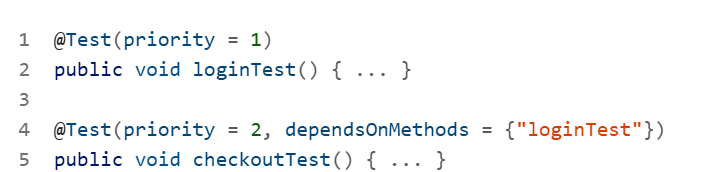 1 @Test(priority = 1)
2 public void loginTest() { ... }
3
4 @Test(priority = 2, dependsOnMethods = {"loginTest"})
5 public void checkoutTest() { ... }